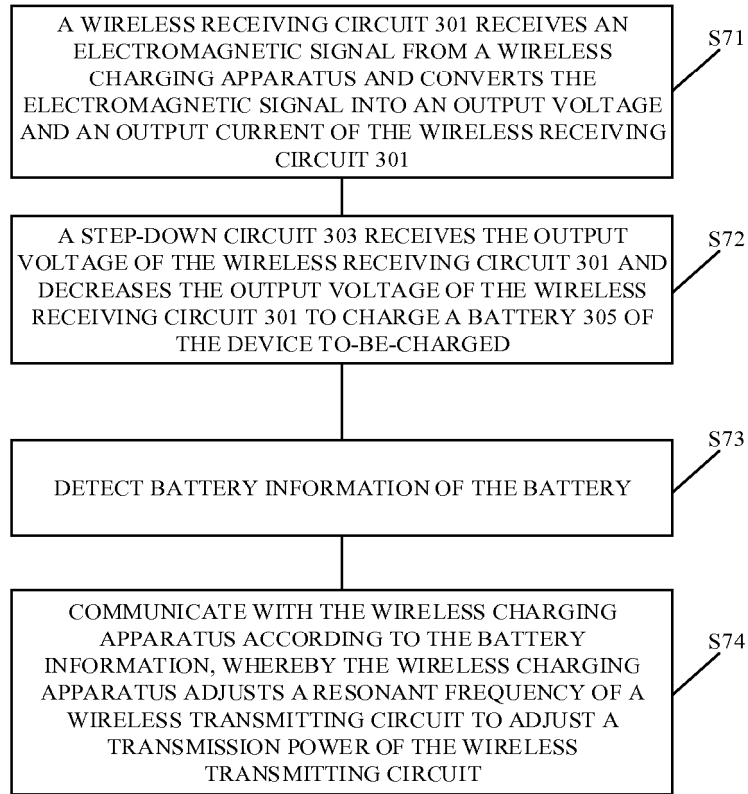 A WIRELESS RECEIVING CIRCUIT 301 RECEIVES AN
ELECTROMAGNETIC SIGNAL FROM A WIRELESS
CHARGING APPARATUS AND CONVERTS THE
ELECTROMAGNETIC SIGNAL INTO AN OUTPUT VOLTAGE
AND AN OUTPUT CURRENT OF THE WIRELESS RECEIVING
CIRCUIT 301
S71
A STEP-DOWN CIRCUIT 303 RECEIVES THE OUTPUT
VOLTAGE OF THE WIRELESS RECEIVING CIRCUIT 301 AND
DECREASES THE OUTPUT VOLTAGE OF THE WIRELESS
RECEIVING CIRCUIT 301 TO CHARGE A BATTERY 305 OF
THE DEVICE TO-BE-CHARGED
S72
DETECT BATTERY INFORMATION OF THE BATTERY
S73
COMMUNICATE WITH THE WIRELESS CHARGING
APPARATUS ACCORDING TO THE BATTERY
INFORMATION, WHEREBY THE WIRELESS CHARGING
APPARATUS ADJUSTS A RESONANT FREQUENCY OF A
WIRELESS TRANSMITTING CIRCUIT TO ADJUST A
TRANSMISSION POWER OF THE WIRELESS
TRANSMITTING CIRCUIT
S74